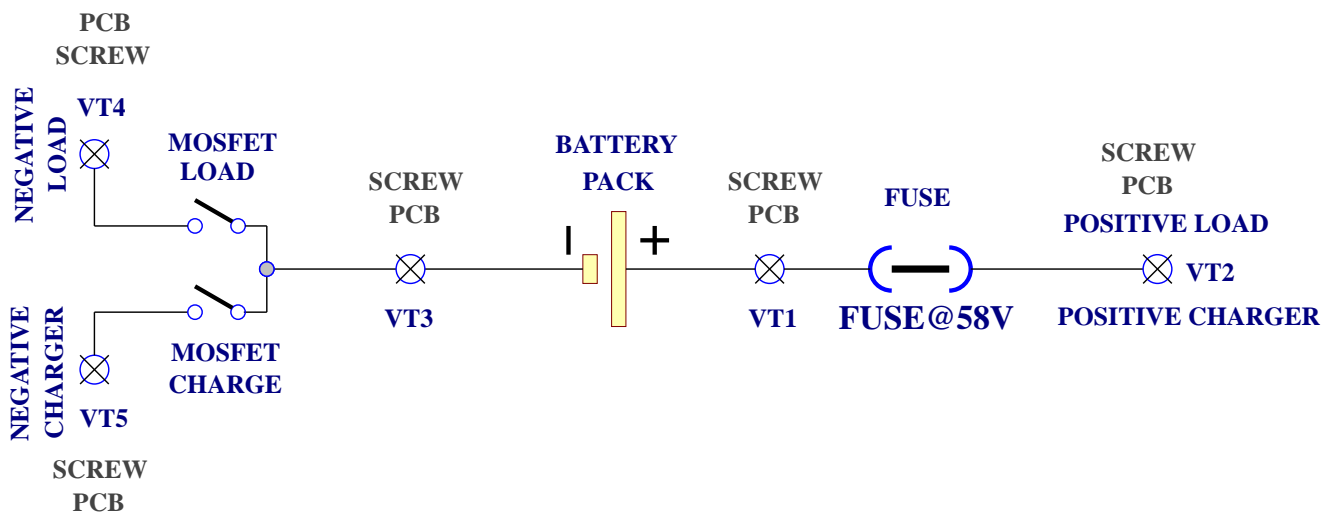 PCB
SCREW
VT4
NEGATIVE
LOAD
MOSFET
LOAD
SCREW
PCB
VT3
BATTERY
PACK
SCREW
PCB
VT1
FUSE
FUSE@58V
SCREW
PCB
POSITIVE LOAD
VT2
POSITIVE CHARGER
NEGATIVE
CHARGER
MOSFET
CHARGE
VT5
SCREW
PCB